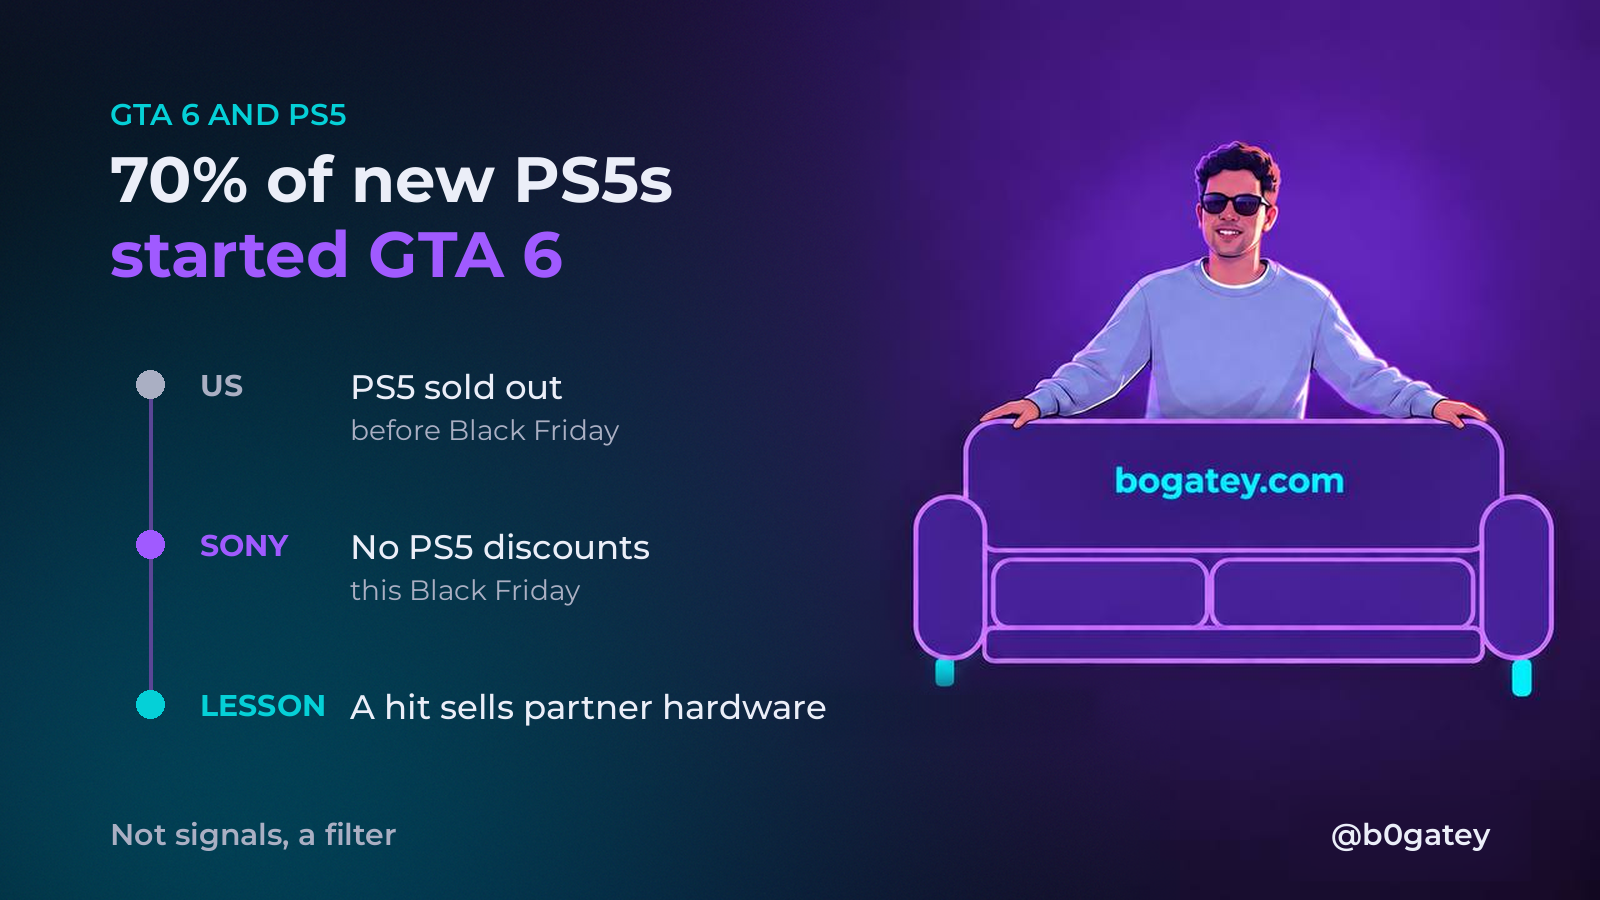 GTA 6 AND PS5
70% of new PS5s
started GTA 6
US
PS5 sold out
before Black Friday
SONY
No PS5 discounts
this Black Friday
LESSON
A hit sells partner hardware
bogatey.com
Not signals, a filter
@b0gatey